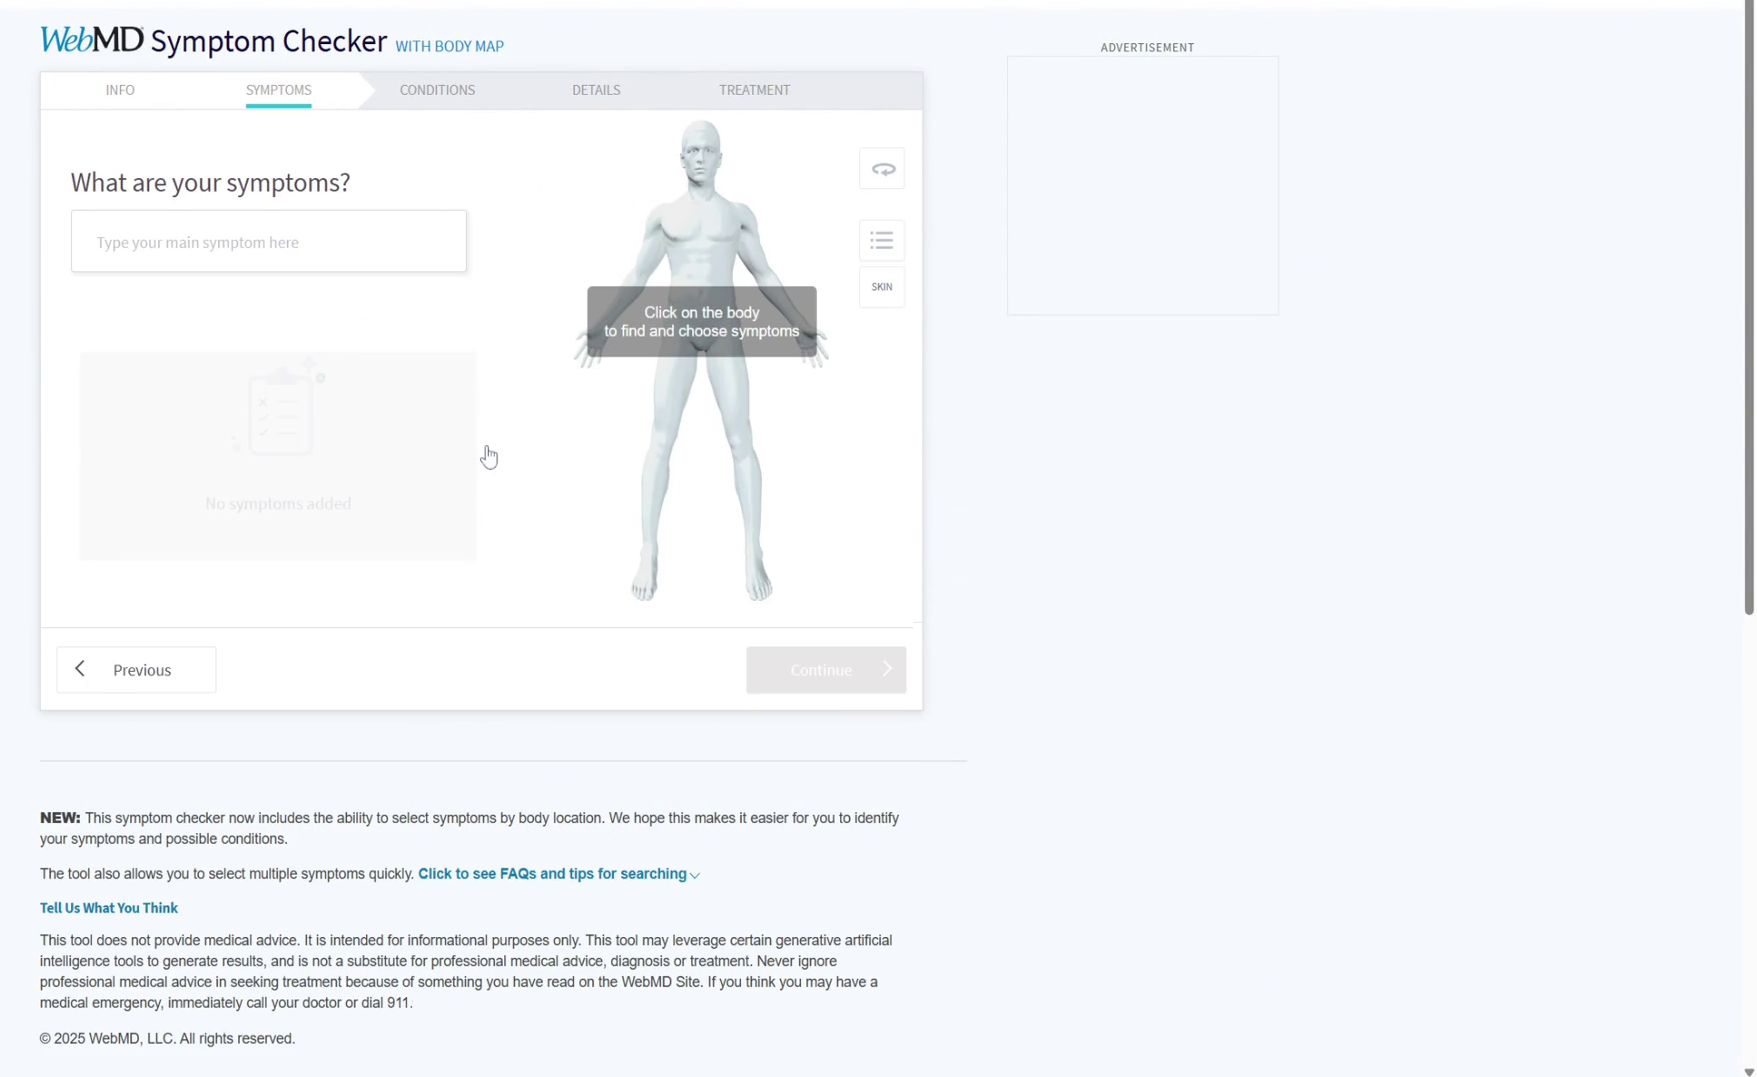 WebMD Symptom Checker WITH BODY MAP
ADVERTISEMENT
INFO
SYMPTOMS
CONDITIONS
DETAILS
TREATMENT
What are your symptoms?
Type your main symptom here
SKIN
Click on the body
to find and choose symptoms
No symptoms added
Previous
Continue
NEW: This symptom checker now includes the ability to select symptoms by body location. We hope this makes it easier for you to identify
your symptoms and possible conditions.
The tool also allows you to select multiple symptoms quickly. Click to see FAQs and tips for searching
Tell Us What You Think
This tool does not provide medical advice. It is intended for informational purposes only. This tool may leverage certain generative artificial
intelligence tools to generate results, and is not a substitute for professional medical advice, diagnosis or treatment. Never ignore
professional medical advice in seeking treatment because of something you have read on the WebMD Site. If you think you may have a
medical emergency, immediately call your doctor or dial 911.
© 2025 WebMD, LLC. All rights reserved.